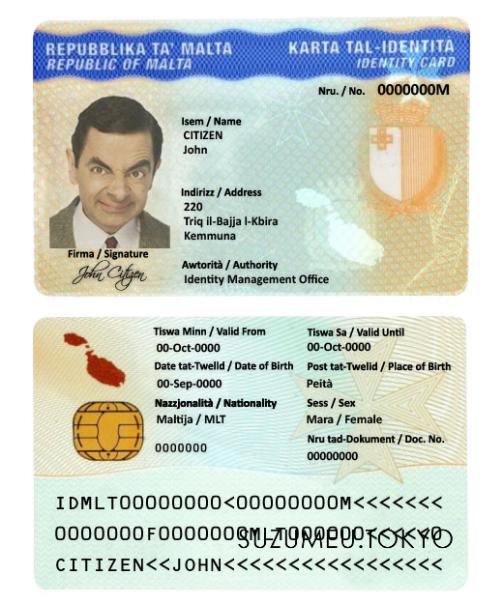 REPUBBLIKA TA' MALTA KARTA TAL-IDENTITÀ
REPUBLIC OF MALTA IDENTITY CARD
Nru. / No. 0000000M
Isem / Name
CITIZEN
John
Indirizz / Address
220
Triq il-Bajja l-Kbira
Kemmuna
Firma / Signature
John Citizen
Awtorità / Authority
Identity Management Office
Tiswa Minn / Valid From Tiswa Sa / Valid Until
00-Oct-0000 00-Oct-0000
Date tat-Twelld / Date of Birth Post tat-Twelid / Place of Birth
00-Sep-0000 Peità
Nazzjonalità / Nationality Sess / Sex
Maltija / MLT Mara / Female
Nru tad-Dokument / Doc. No.
0000000 00000000
IDMLT00000000<00000000M<<<<<<<
SUZUMEU.TOKYO
CITIZEN<<JOHN<<<<<<<<<<<<<<<<<